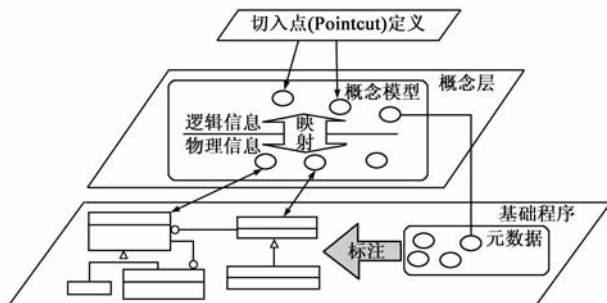 切入点(Pointcut)定义
概念层
概念模型
逻辑信息
映
射
物理信息
基础程序
元数据
标注